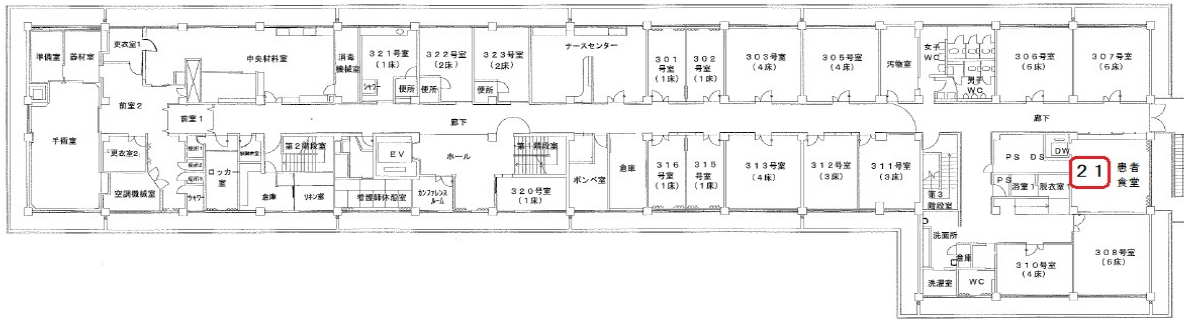 準備室
器材室
更衣室1
中央材料室
消毒
機械室
321号室
(1床)
シャワー
便所
322号室
(2床)
便所
323号室
(2床)
便所
ナースセンター
301
号室
(1床)
302
号室
(1床)
303号室
(4床)
305号室
(4床)
汚物室
女子
WC
男子
WC
306号室
(6床)
307号室
(6床)
手術室
前室2
前室1
廊下
廊下
更衣室2
空調機械室
ロッカー
室
第2階段室
倉庫
リネン庫
EV
看護師休憩室
ホール
カンファレンス
ルーム
第1階段室
320号室
(1床)
ボンベ室
倉庫
316
号室
(1床)
315
号室
(1床)
313号室
(4床)
312号室
(3床)
311号室
(3床)
第3
階段室
PS
DS
DW
PS
浴室1
脱衣室1
21
患者
食堂
洗面所
倉庫
洗濯室
WC
310号室
(4床)
308号室
(6床)